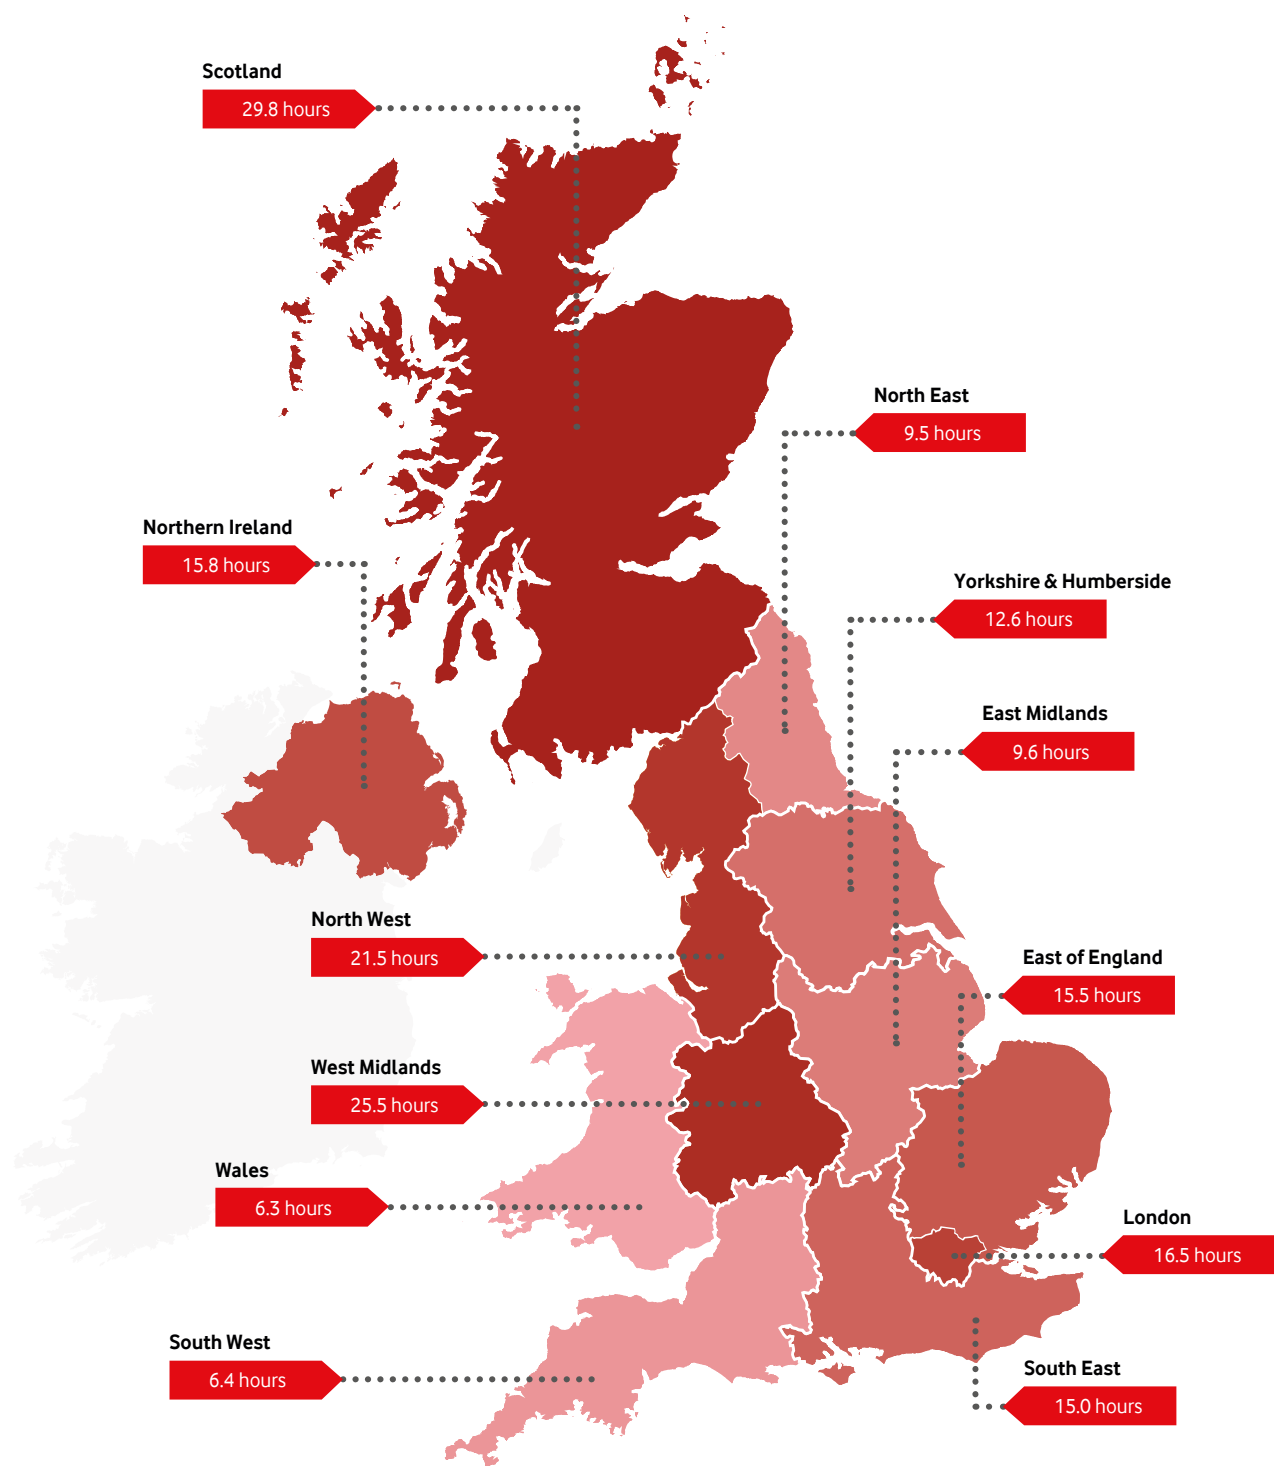 Scotland
29.8 hours
North East
9.5 hours
Northern Ireland
15.8 hours
Yorkshire & Humberside
12.6 hours
East Midlands
9.6 hours
North West
21.5 hours
East of England
15.5 hours
West Midlands
25.5 hours
Wales
6.3 hours
London
16.5 hours
South West
6.4 hours
South East
15.0 hours